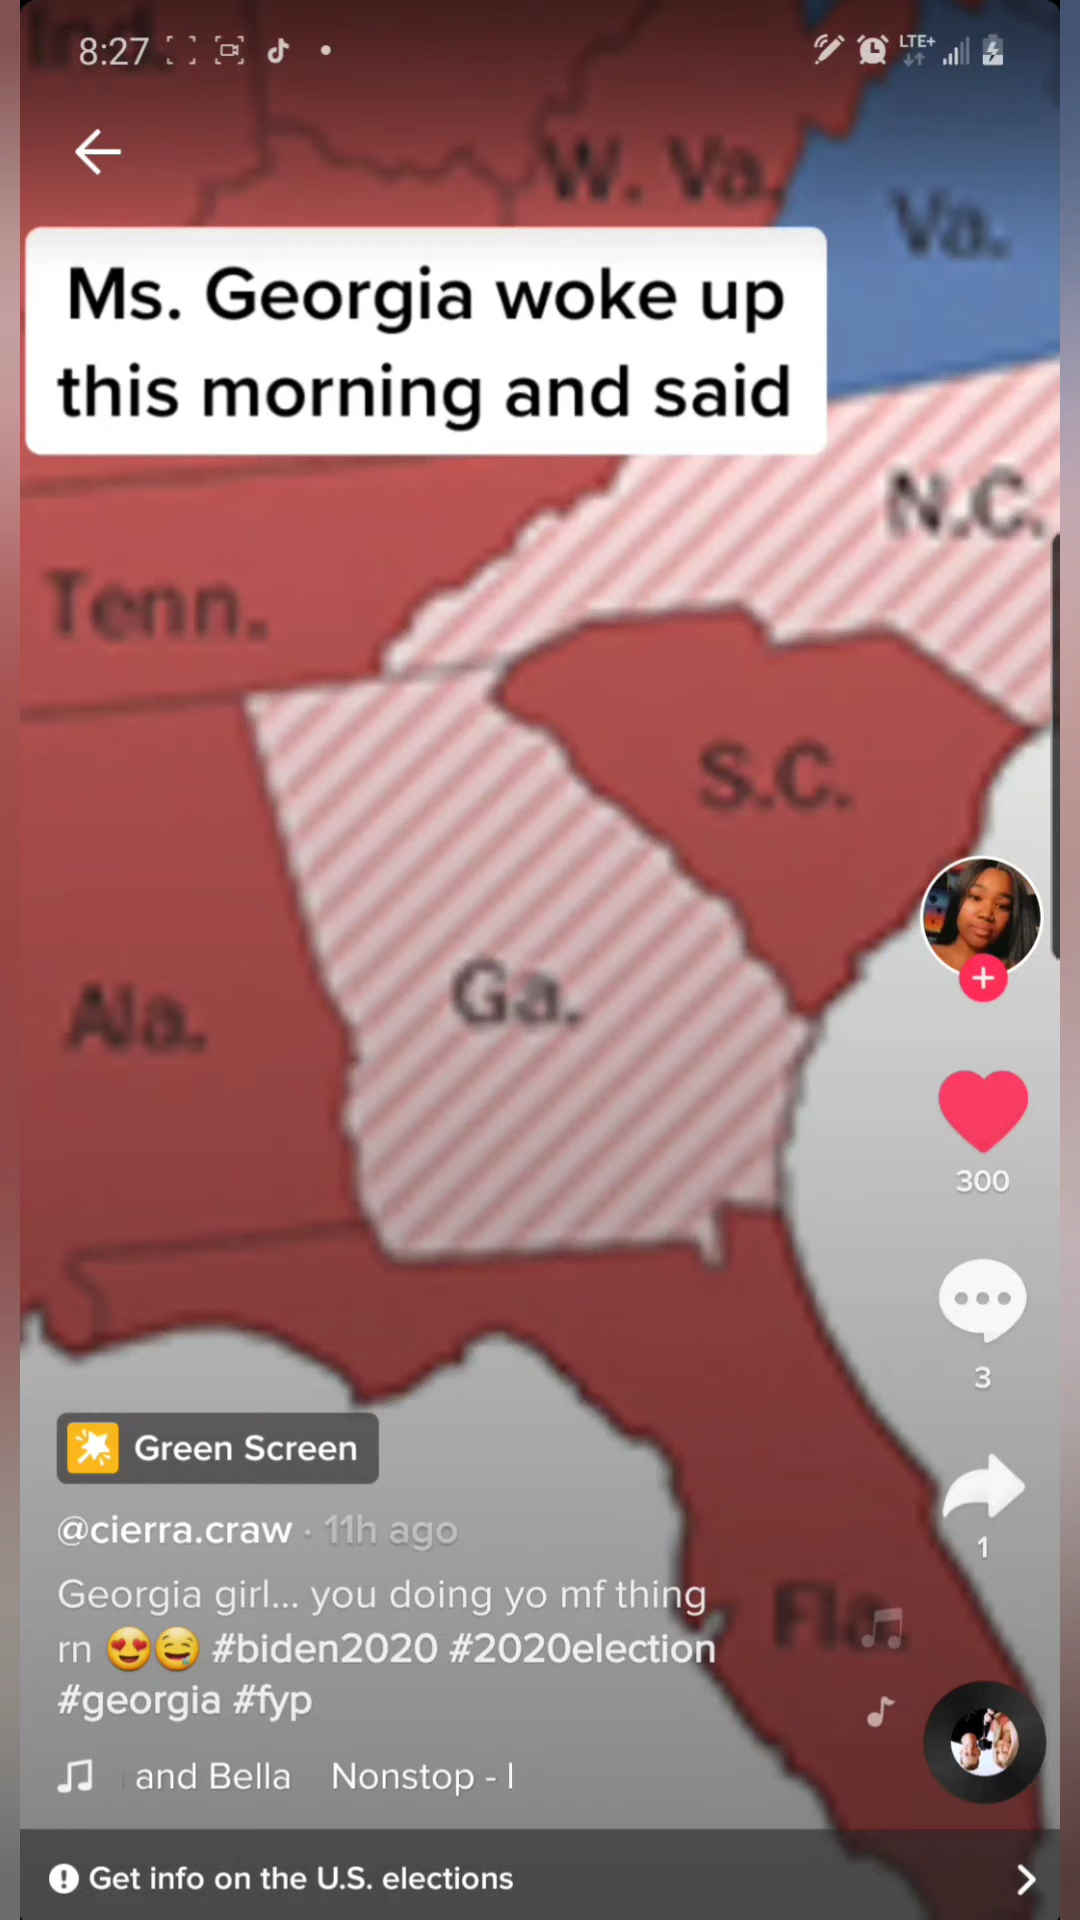 Ind.
8:27
LTE+
W. Va.
Va.
Ms. Georgia woke up
this morning and said
N.C.
Tenn.
S.C.
Ga.
Ala.
300
3
Green Screen
@cierra.craw · 11h ago
1
Georgia girl... you doing yo mf thing
rn 😍🤤 #biden2020 #2020election
#georgia #fyp
Fla.
and Bella Nonstop - I
Get info on the U.S. elections